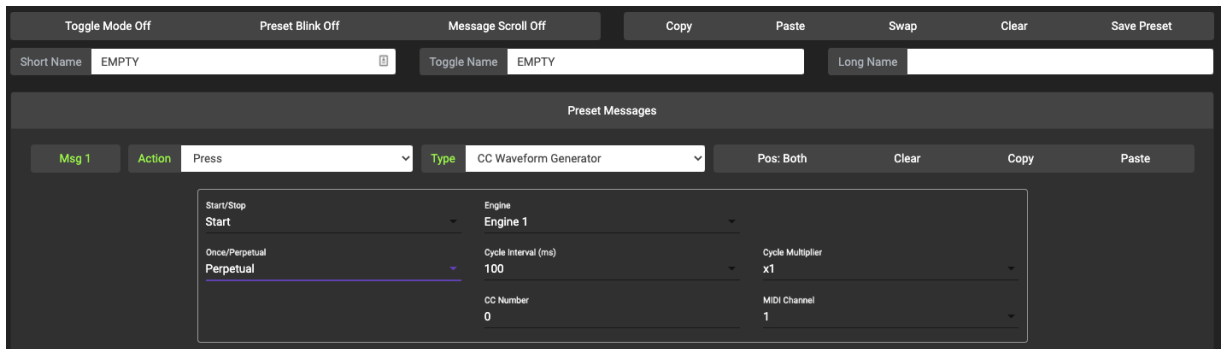 Toggle Mode Off Preset Blink Off Message Scroll Off Copy Paste Swap Clear Save Preset
Short Name EMPTY Toggle Name EMPTY Long Name
Preset Messages
Msg 1 Action Press Type CC Waveform Generator Pos: Both Clear Copy Paste
Start/Stop Engine
Start Engine 1
Once/Perpetual Cycle Interval (ms) Cycle Multiplier
Perpetual 100 x1
CC Number MIDI Channel
0 1